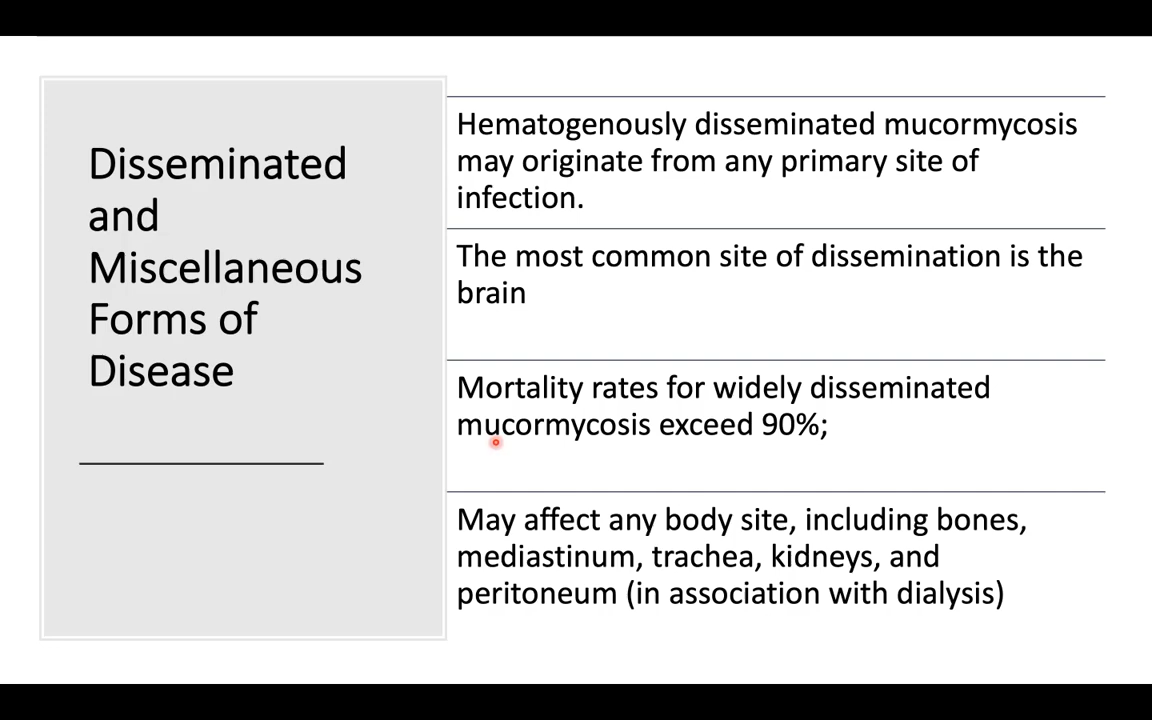 Disseminated
and
Miscellaneous
Forms of
Disease
Hematogenously disseminated mucormycosis
may originate from any primary site of
infection.
The most common site of dissemination is the
brain
Mortality rates for widely disseminated
mucormycosis exceed 90%;
May affect any body site, including bones,
mediastinum, trachea, kidneys, and
peritoneum (in association with dialysis)